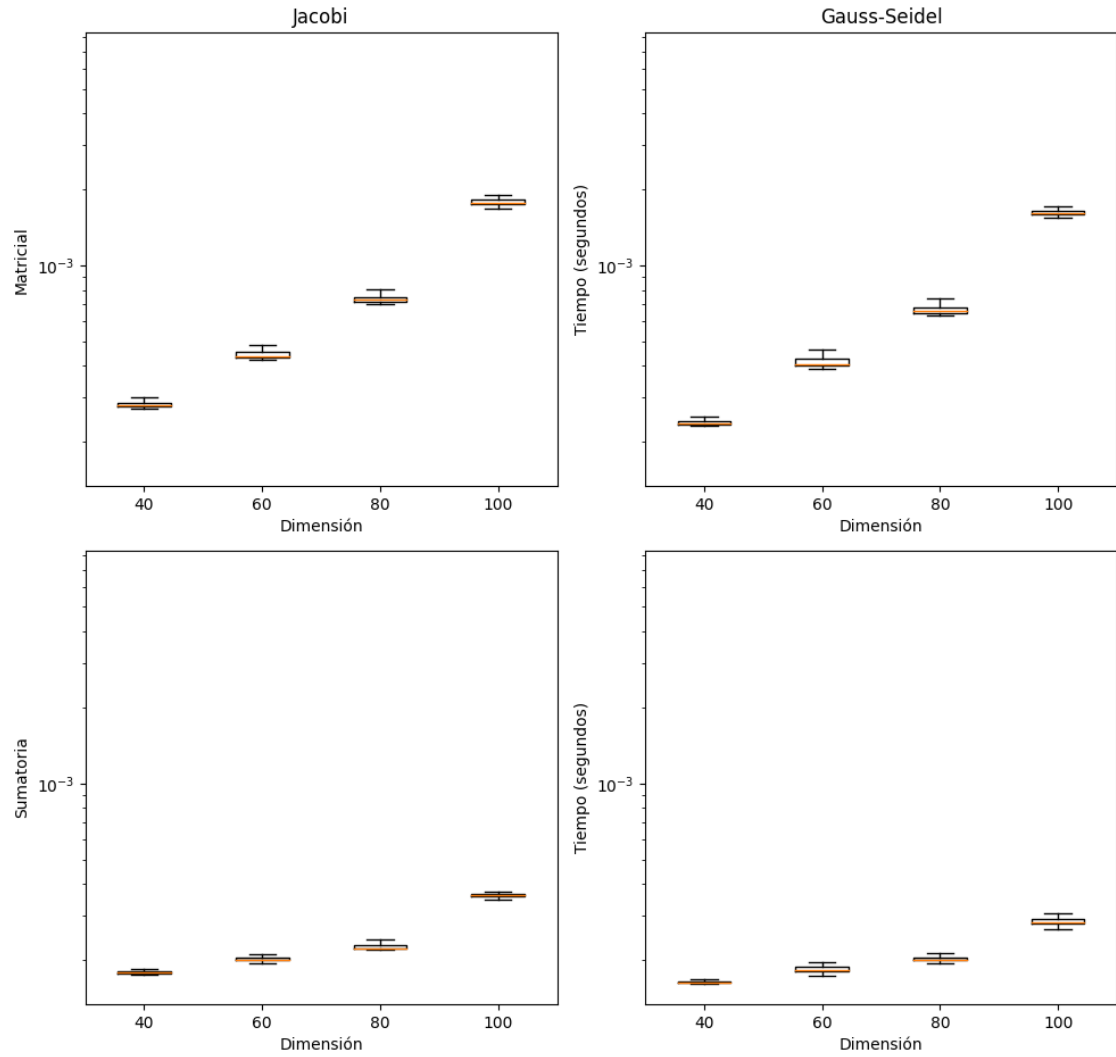 Jacobi
Gauss-Seidel
Matricial
10⁻³
40
60
80
100
Dimensión
Tiempo (segundos)
10⁻³
40
60
80
100
Dimensión
Sumatoria
10⁻³
40
60
80
100
Dimensión
Tiempo (segundos)
10⁻³
40
60
80
100
Dimensión